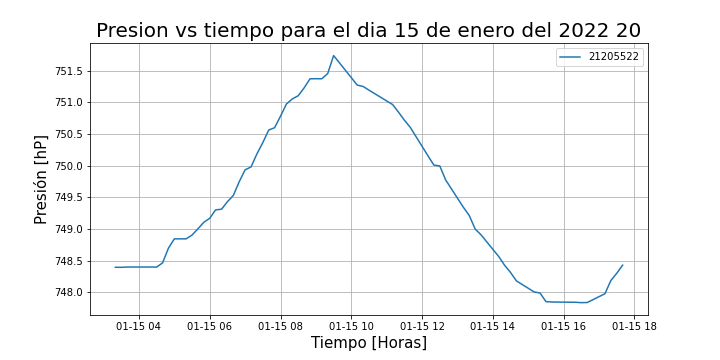 Presion vs tiempo para el dia 15 de enero del 2022 20
21205522
751.5
751.0
750.5
750.0
749.5
749.0
748.5
748.0
Presión [hP]
01-15 04 01-15 06 01-15 08 01-15 10 01-15 12 01-15 14 01-15 16 01-15 18
Tiempo [Horas]